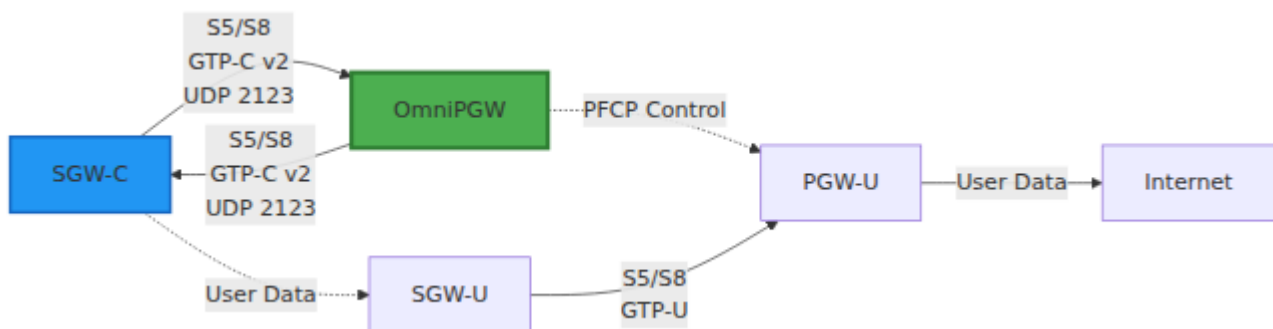 S5/S8
GTP-C v2
UDP 2123
OmniPGW
PFCP Control
S5/S8
GTP-C v2
UDP 2123
SGW-C
PGW-U
User Data
Internet
User Data
SGW-U
S5/S8
GTP-U